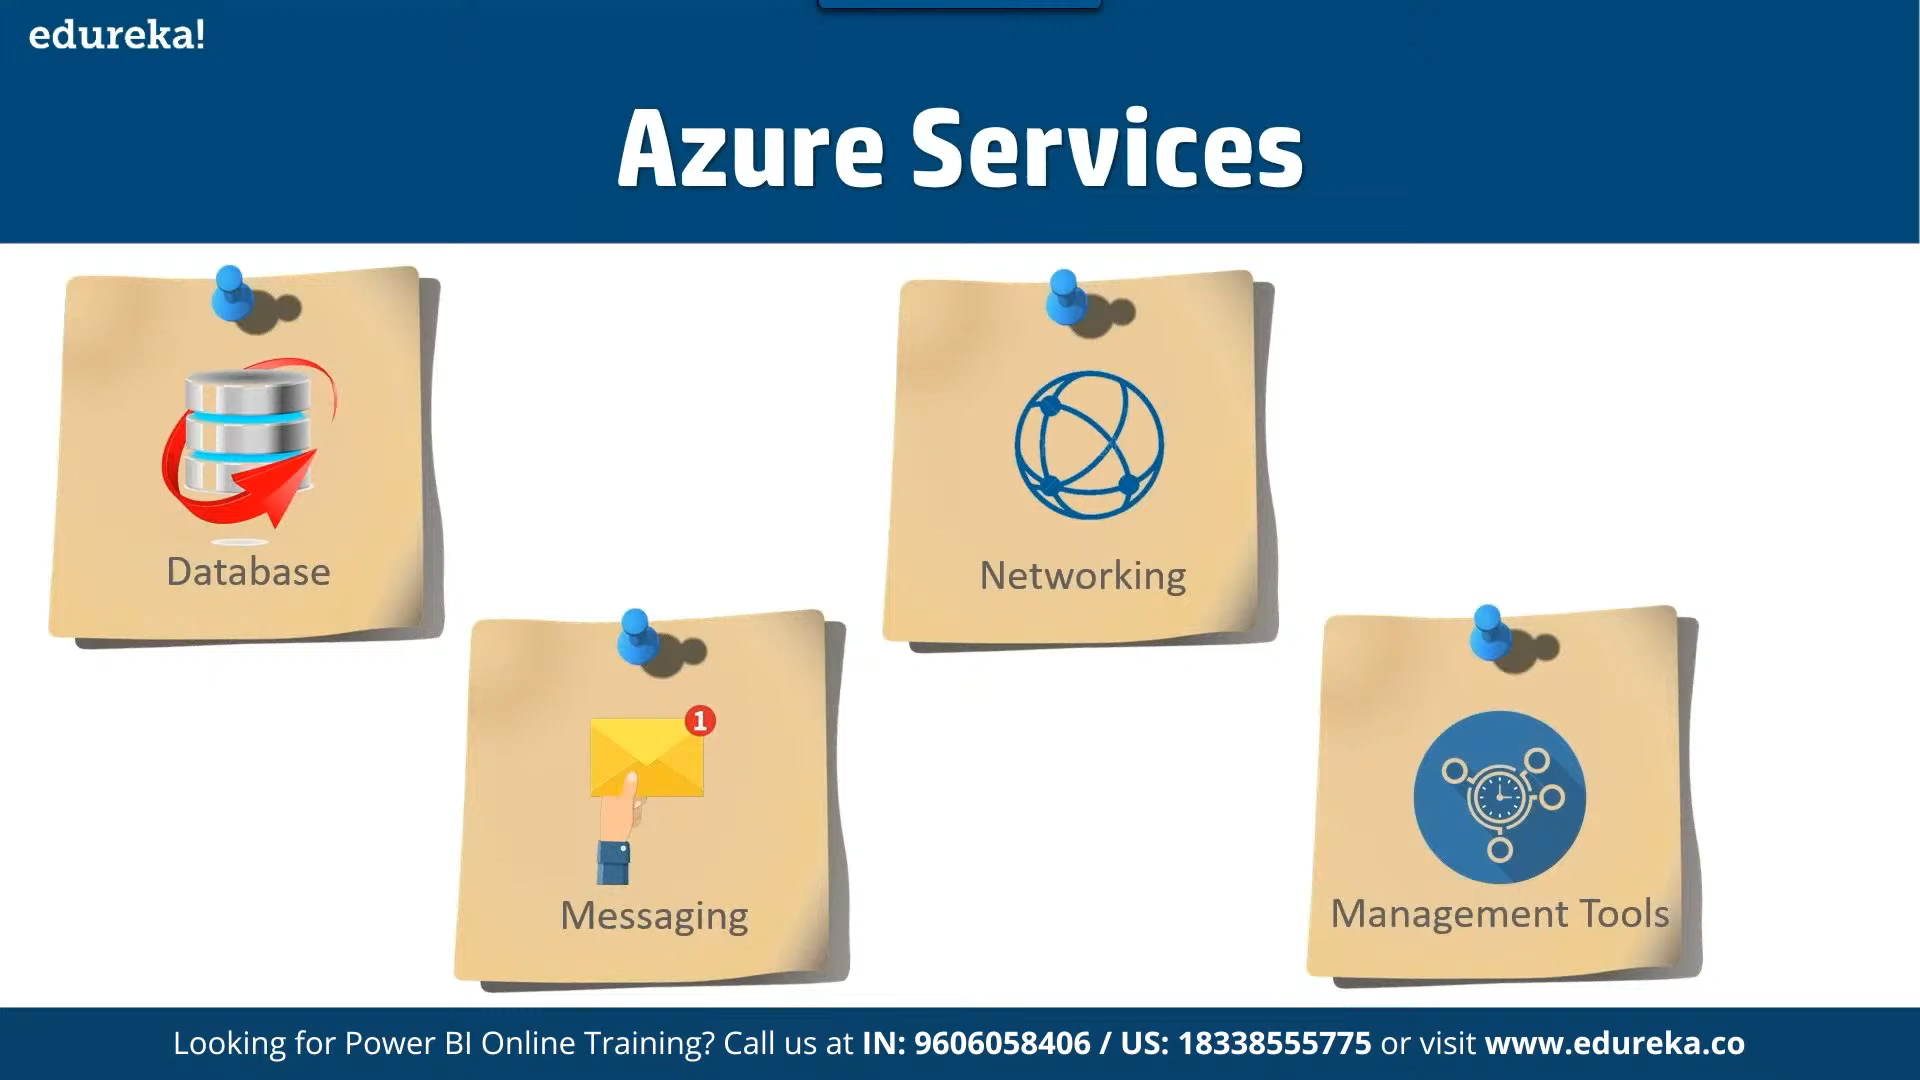 edureka!
Azure Services
Database
Networking
1
Messaging
Management Tools
Looking for Power BI Online Training? Call us at IN: 9606058406 / US: 18338555775 or visit www.edureka.co